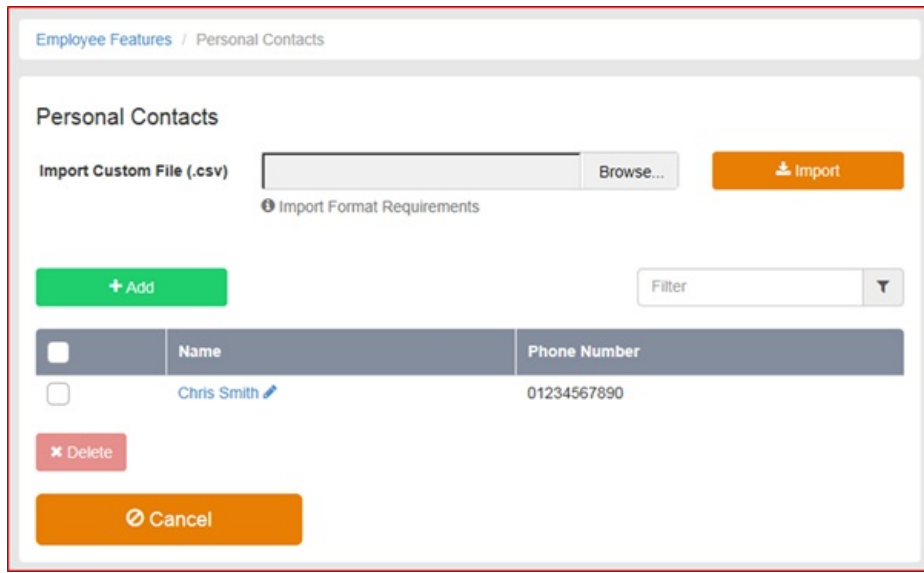 Employee Features / Personal Contacts
Personal Contacts
Import Custom File (.csv) Browse... Import
Import Format Requirements
+ Add Filter
Name Phone Number
Chris Smith 01234567890
Delete
Cancel